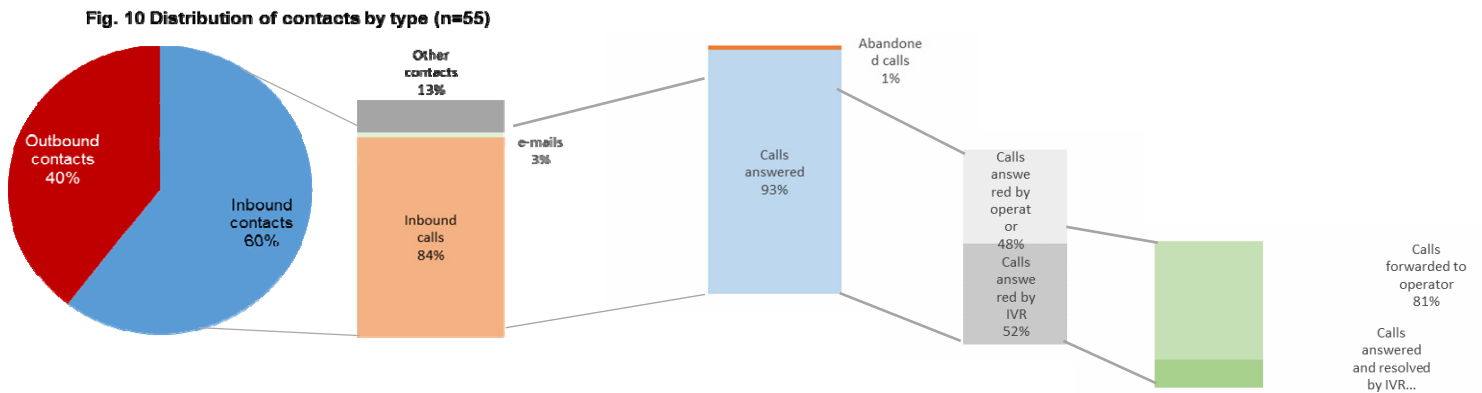 Fig. 10 Distribution of contacts by type (n=55)
Outbound
contacts
40%
Inbound
contacts
60%
Other
contacts
13%
e-mails
3%
Inbound
calls
84%
Abandone
d calls
1%
Calls
answered
93%
Calls
answe
red by
operat
or
48%
Calls
answe
red by
IVR
52%
Calls
forwarded to
operator
81%
Calls
answered
and resolved
by IVR...